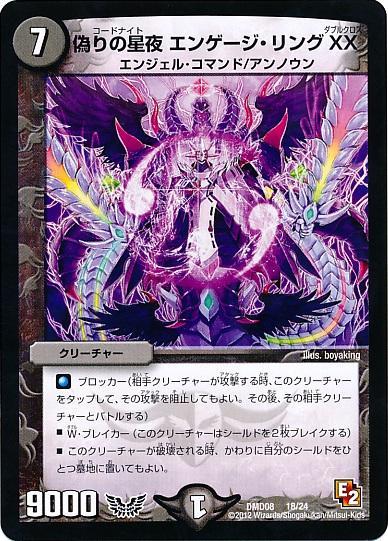 コードナイト ダブルクロス
7 偽りの星夜 エンゲージ・リング XX
エンジェル・コマンド/アンノウン
illus. boyaking
クリーチャー
ブロッカー(相手クリーチャーが攻撃する時、このクリーチャー
をタップして、その攻撃を阻止してもよい。その後、その相手クリーチ
ャーとバトルする)
■ W・ブレイカー (このクリーチャーはシールドを2枚ブレイクする)
■ このクリーチャーが破壊される時、かわりに自分のシールドをひ
とつ墓地に置いてもよい。
9000 1 DMD08 18/24 E2
©2012 Wizards/Shogakukan/Mitsui-Kids